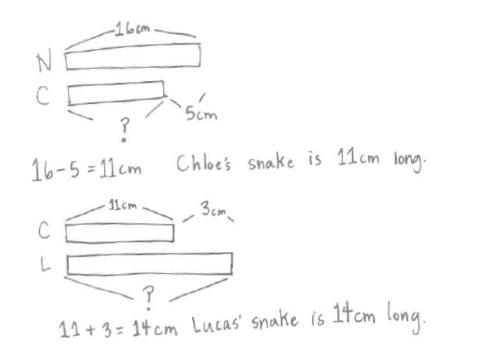 16cm
N
C
5cm
?
16-5=11cm Chloe's snake is 11cm long.
11cm 3cm
C
L
?
11+3=14cm Lucas' snake is 14cm long.